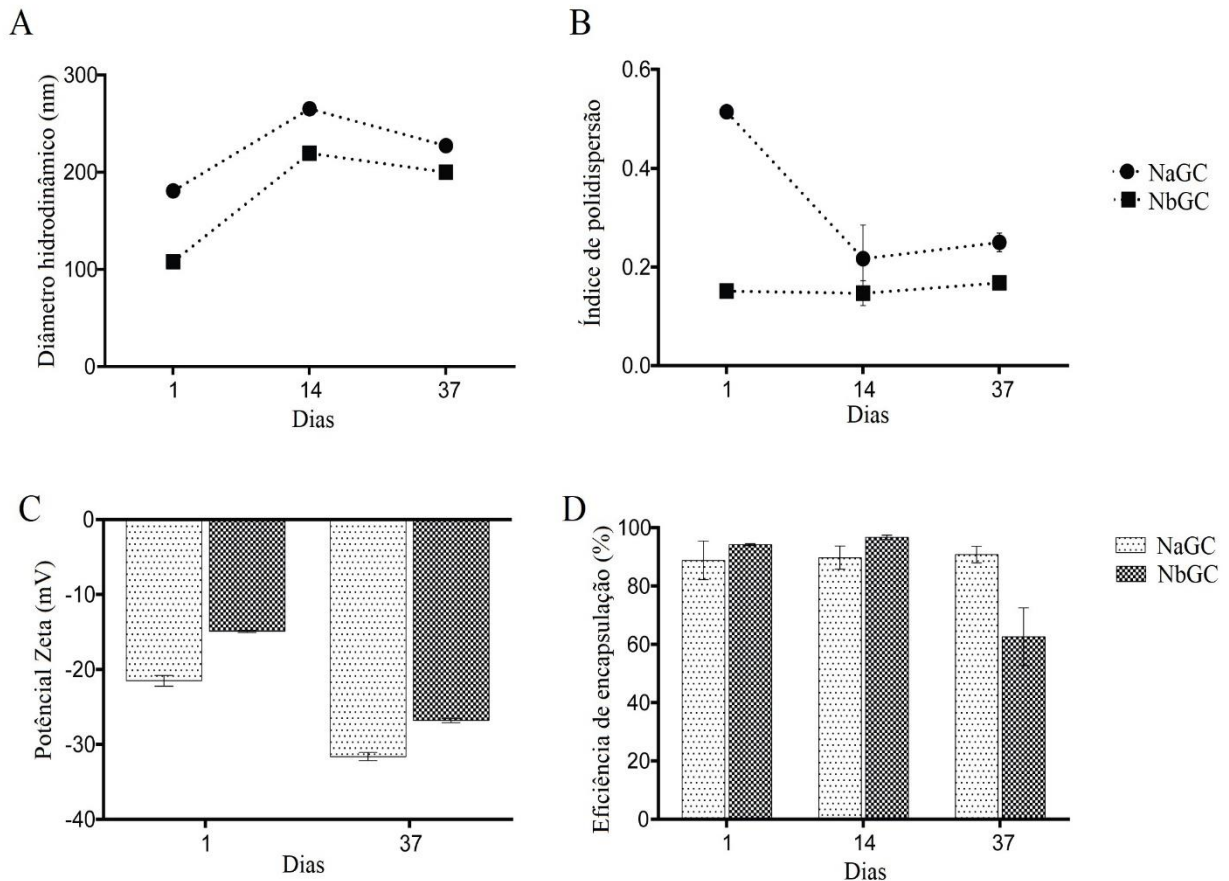 A
Diâmetro hidrodinâmico (nm)
300
200
100
0
1
14
37
Dias
B
Índice de polidispersão
0.6
0.4
0.2
0.0
1
14
37
Dias
NaGC
NbGC
C
Potêncial Zeta (mV)
0
-10
-20
-30
-40
1
37
Dias
D
Eficiência de encapsulação (%)
100
80
60
40
20
0
1
14
37
Dias
NaGC
NbGC